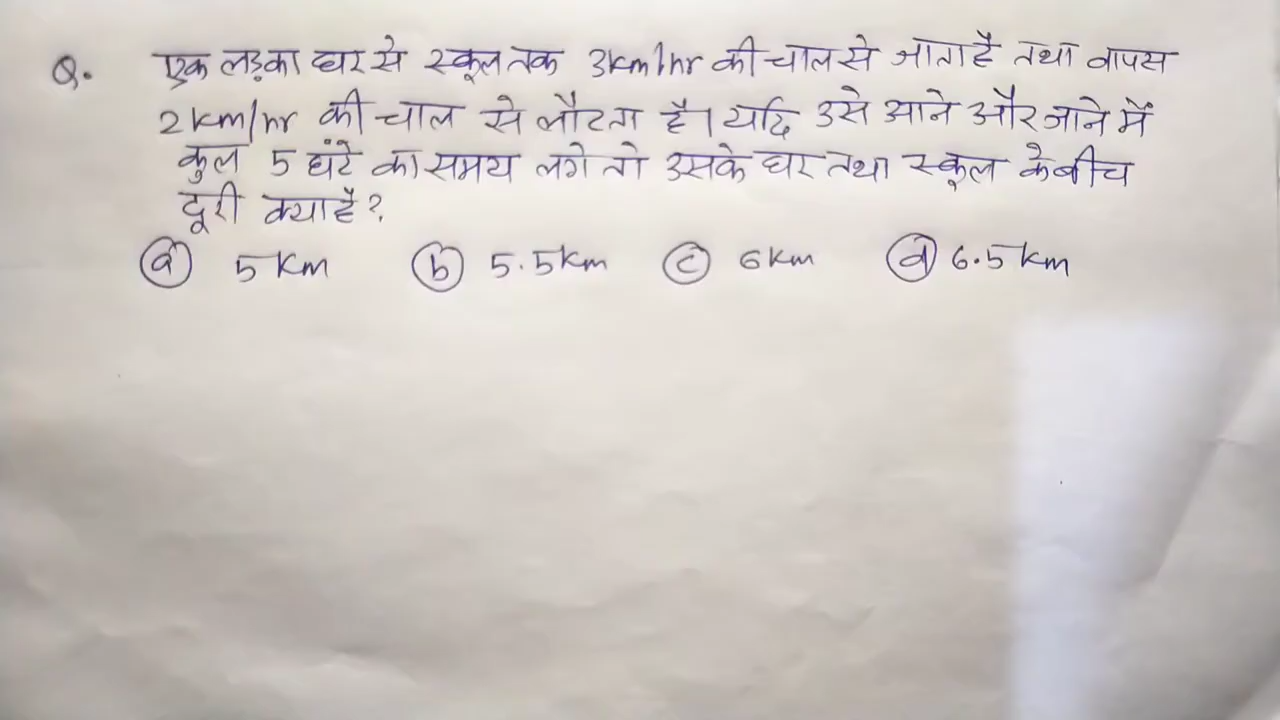 Q. एक लड़का घर से स्कूल तक 3km/hr की चाल से जाता है तथा वापस
2km/hr की चाल से लौटता है। यदि उसे आने और जाने में
कुल 5 घंटे का समय लगे तो उसके घर तथा स्कूल के बीच
दूरी क्या है?
(a) 5 km (b) 5.5km (c) 6km (d) 6.5km